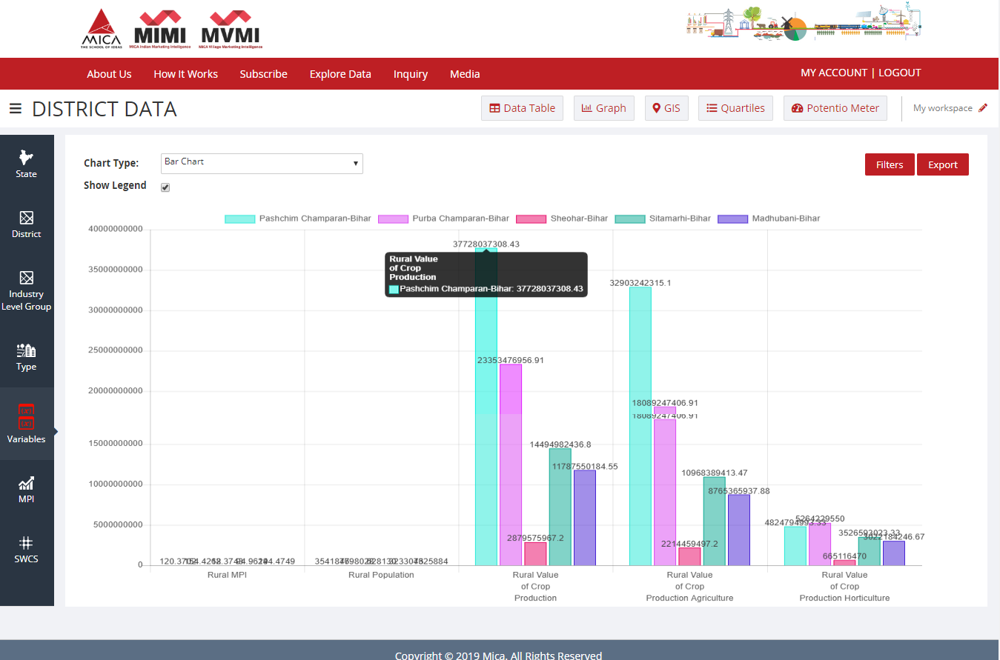 MICA
THE SCHOOL OF IDEAS
MIMI
MICA Indian Marketing Intelligence
MVMI
MICA Village Marketing Intelligence
About Us How It Works Subscribe Explore Data Inquiry Media MY ACCOUNT | LOGOUT
DISTRICT DATA
Data Table Graph GIS Quartiles Potentio Meter My workspace
State
District
Industry
Level Group
Type
Variables
MPI
SWCS
Chart Type: Bar Chart Filters Export
Show Legend
Pashchim Champaran-Bihar Purba Champaran-Bihar Sheohar-Bihar Sitamarhi-Bihar Madhubani-Bihar
40000000000
35000000000
30000000000
25000000000
20000000000
15000000000
10000000000
5000000000
0
37728037308.43
Rural Value
of Crop
Production
Pashchim Champaran-Bihar: 37728037308.43
23353476956.91
2879575967.2
14494982436.8
11787550184.55
32903242315.1
18089247406.91
18089247406.91
2214459497.2
10968389413.47
8765365937.88
4824794993.33
5264229550
665116470
3526593023.33
3022184246.67
Rural MPI
Rural Population
Rural Value
of Crop
Production
Rural Value
of Crop
Production Agriculture
Rural Value
of Crop
Production Horticulture
Copyright © 2019 Mica. All Rights Reserved